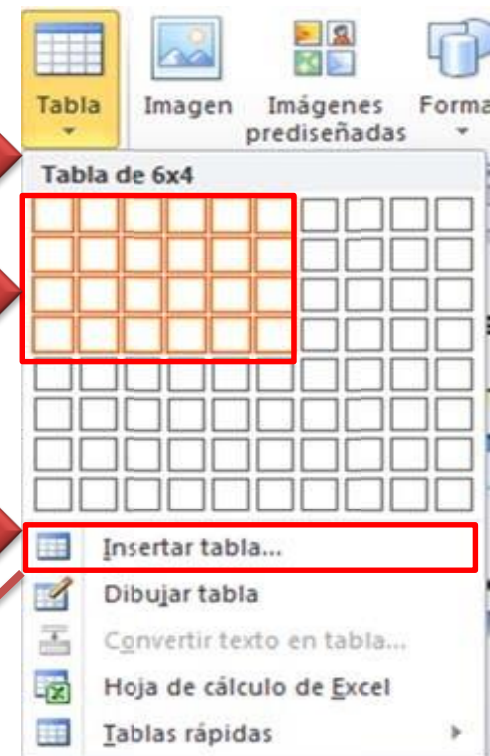 Tabla Imagen Imágenes prediseñadas Forma
Tabla de 6x4
Insertar tabla...
Dibujar tabla
Convertir texto en tabla...
Hoja de cálculo de Excel
Tablas rápidas